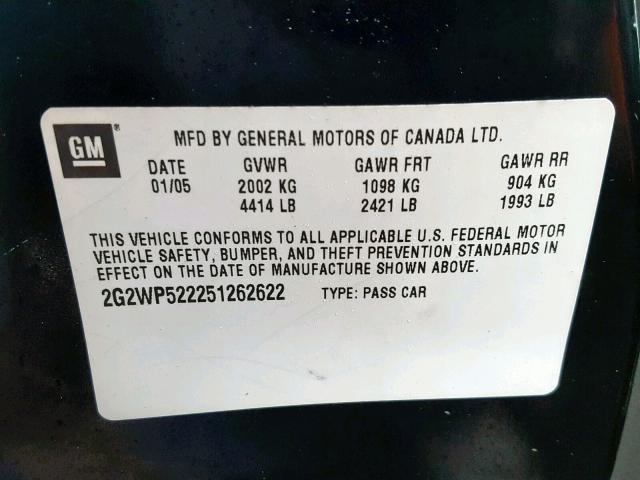 GM ® MFD BY GENERAL MOTORS OF CANADA LTD.
DATE GVWR GAWR FRT GAWR RR
01/05 2002 KG 1098 KG 904 KG
4414 LB 2421 LB 1993 LB
THIS VEHICLE CONFORMS TO ALL APPLICABLE U.S. FEDERAL MOTOR
VEHICLE SAFETY, BUMPER, AND THEFT PREVENTION STANDARDS IN
EFFECT ON THE DATE OF MANUFACTURE SHOWN ABOVE.
2G2WP522251262622 TYPE: PASS CAR